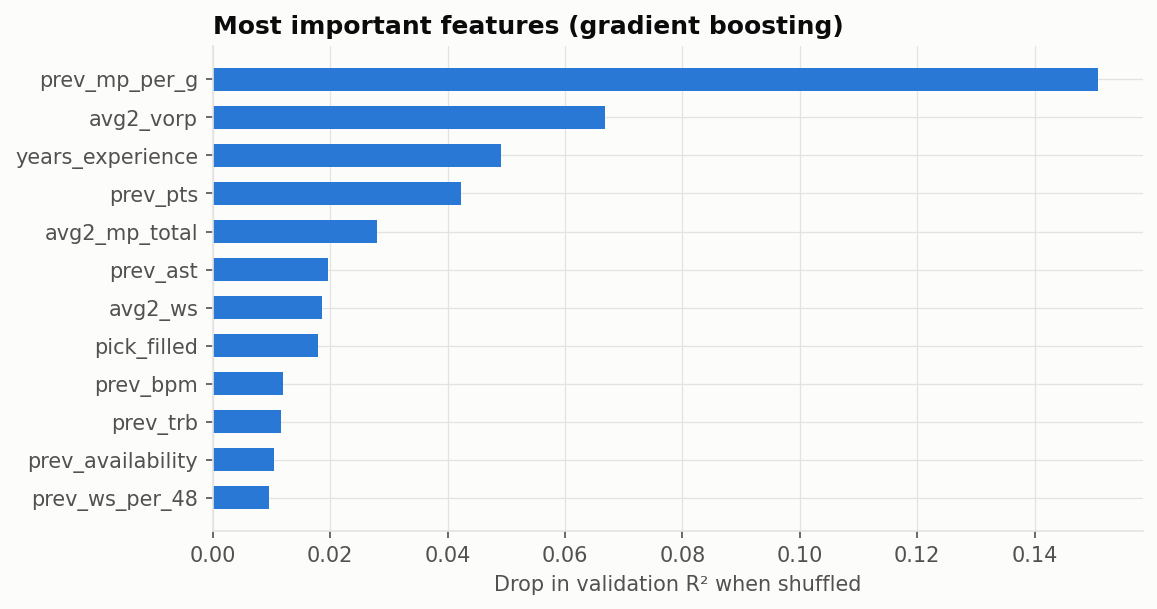 Most important features (gradient boosting)
prev_mp_per_g
avg2_vorp
years_experience
prev_pts
avg2_mp_total
prev_ast
avg2_ws
pick_filled
prev_bpm
prev_trb
prev_availability
prev_ws_per_48
0.00 0.02 0.04 0.06 0.08 0.10 0.12 0.14
Drop in validation R² when shuffled